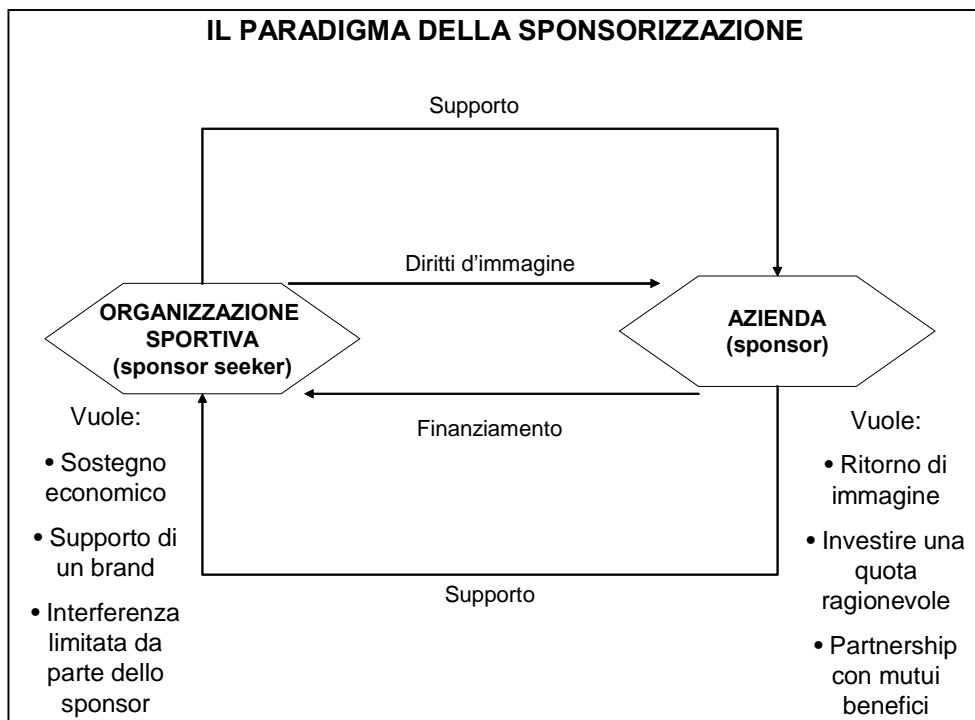 IL PARADIGMA DELLA SPONSORIZZAZIONE
Supporto
Diritti d'immagine
ORGANIZZAZIONE
SPORTIVA
(sponsor seeker)
AZIENDA
(sponsor)
Finanziamento
Vuole:
• Sostegno
economico
• Supporto di
un brand
• Interferenza
limitata da
parte dello
sponsor
Vuole:
• Ritorno di
immagine
• Investire una
quota
ragionevole
• Partnership
con mutui
benefici
Supporto